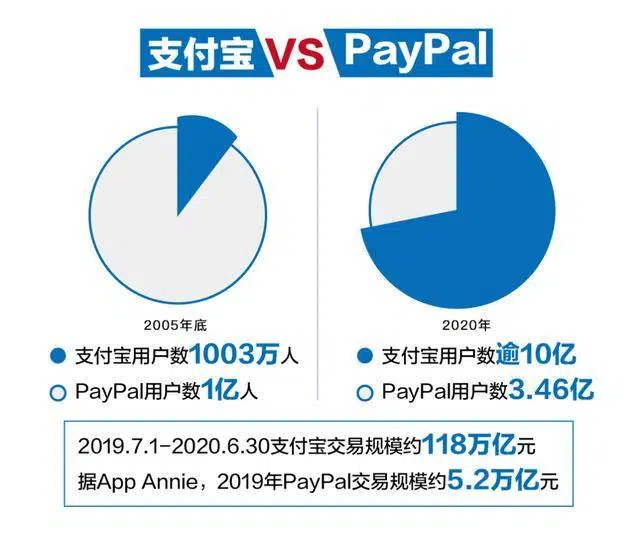 支付宝 VS PayPal
2005年底
支付宝用户数1003万人
PayPal用户数1亿人
2020年
支付宝用户数逾10亿
PayPal用户数3.46亿
2019.7.1-2020.6.30支付宝交易规模约118万亿元
据App Annie，2019年PayPal交易规模约5.2万亿元